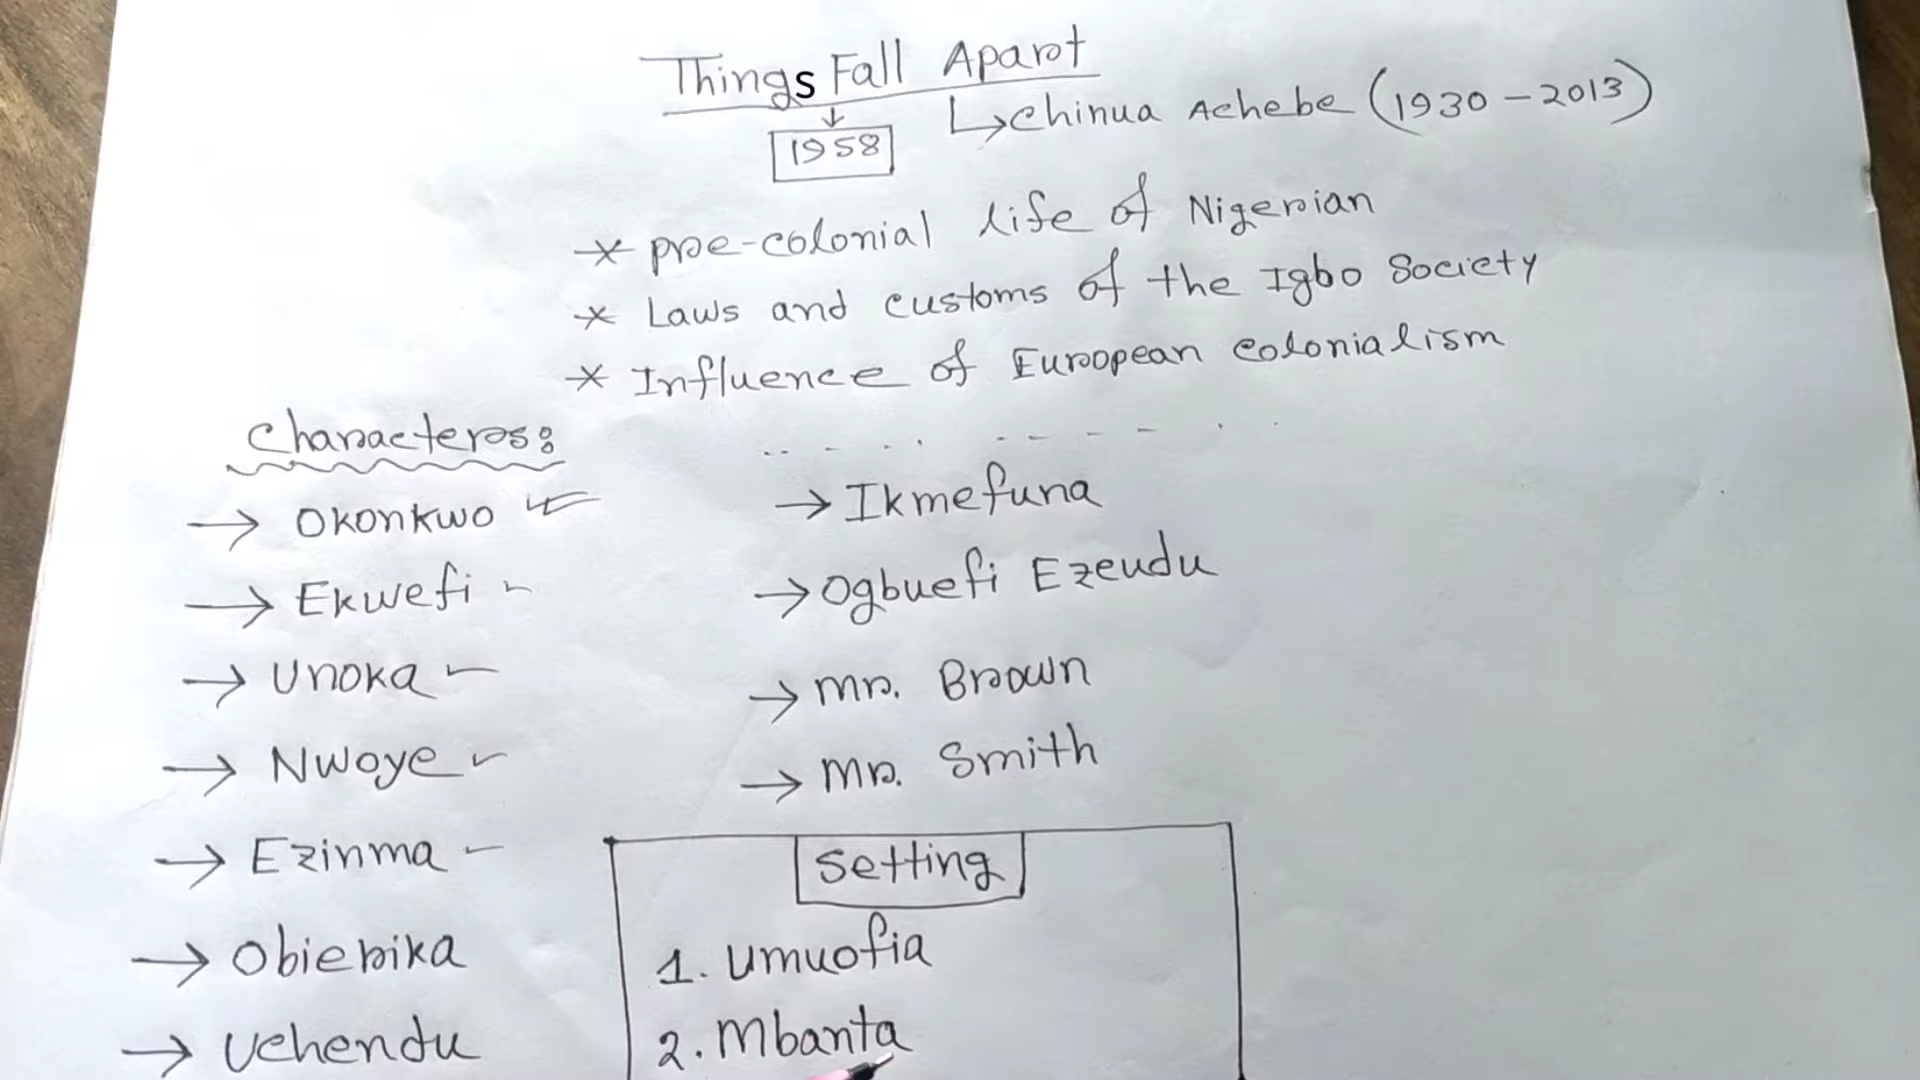 Things Fall Apart
↳ Chinua Achebe (1930-2013)
1958
* pre-colonial life of Nigerian
* Laws and customs of the Igbo Society
* Influence of European colonialism
Characters:
→ Okonkwo
→ Ekwefi
→ Unoka
→ Nwoye
→ Ezinma
→ Obierika
→ Uchendu
→ Ikmefuna
→ Ogbuefi Ezeudu
→ Mr. Brown
→ Mr. Smith
Setting
1. Umuofia
2. Mbanta